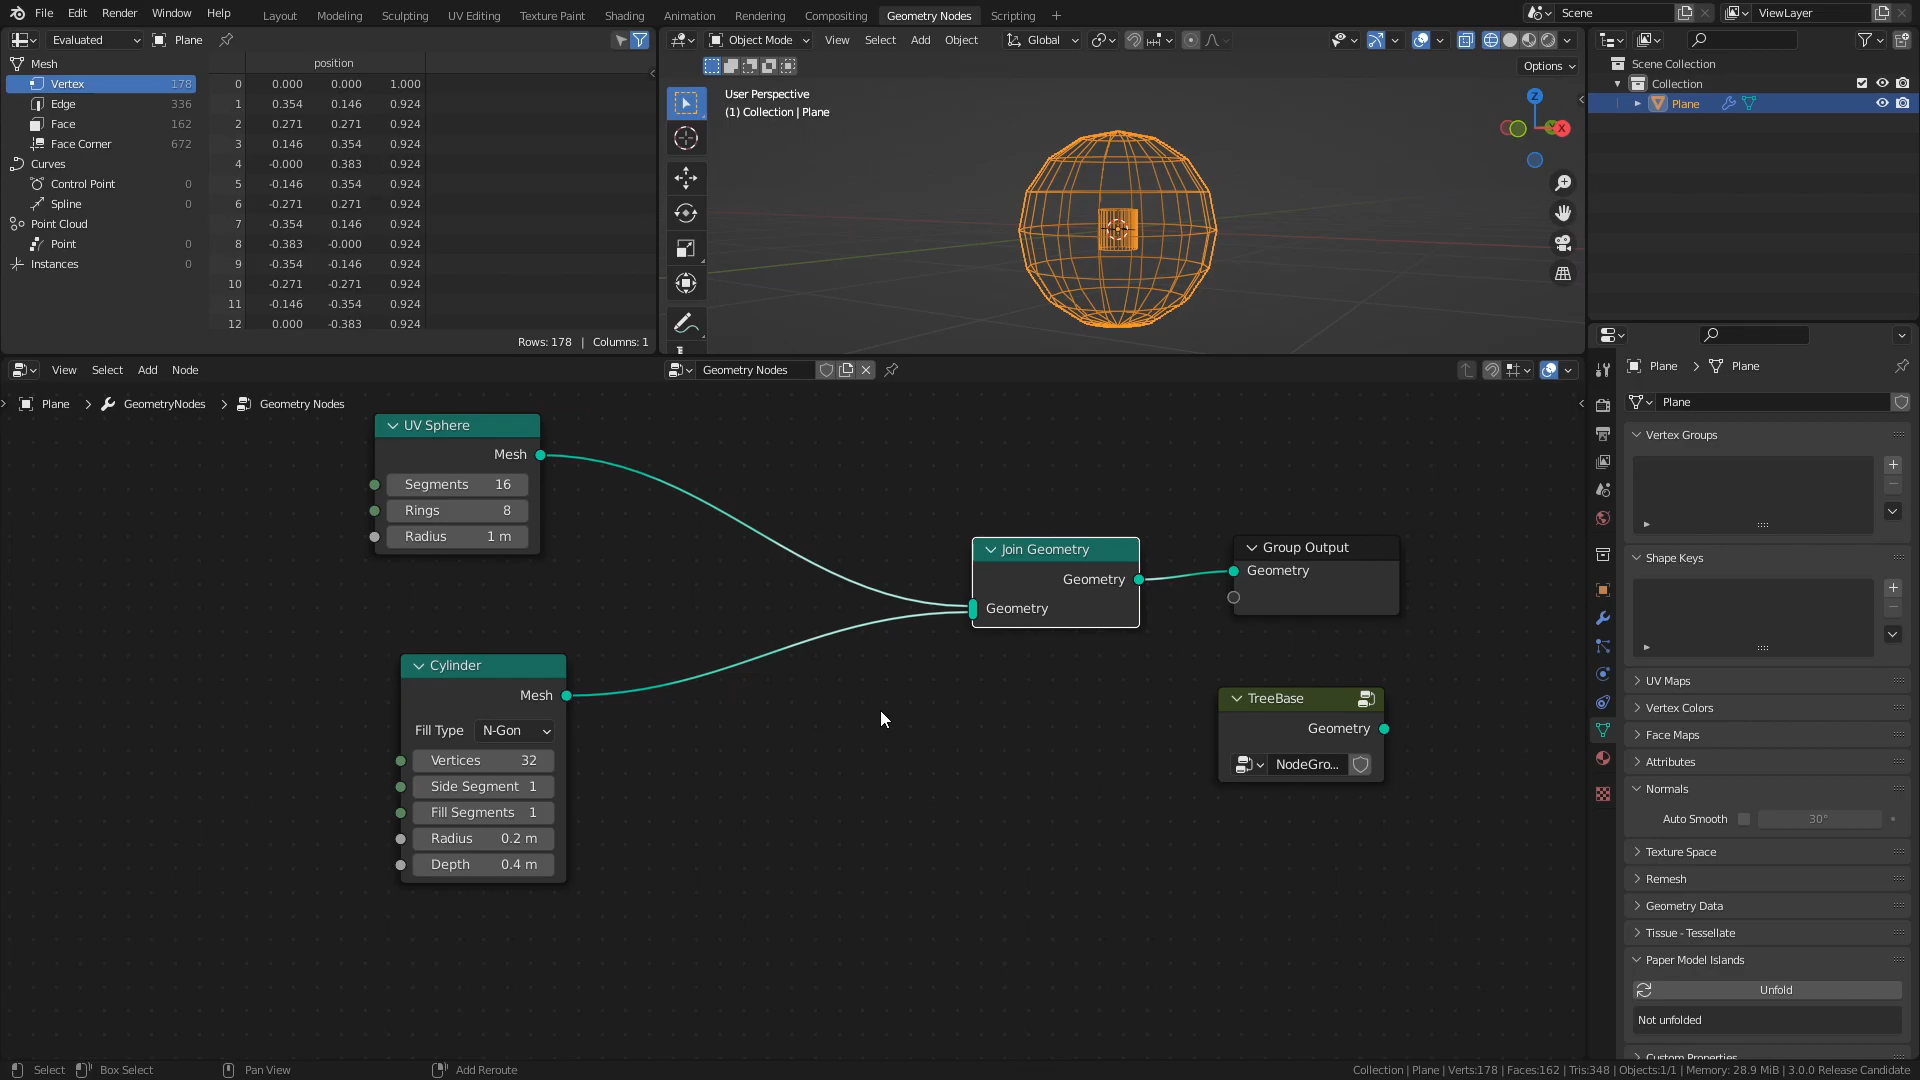 File Edit Render Window Help Layout Modeling Sculpting UV Editing Texture Paint Shading Animation Rendering Compositing Geometry Nodes Scripting + Scene ViewLayer
Evaluated Plane
position
Mesh
Vertex 178 0 0.000 0.000 1.000
Edge 336 1 0.354 0.146 0.924
Face 162 2 0.271 0.271 0.924
Face Corner 672 3 0.146 0.354 0.924
Curves 4 -0.000 0.383 0.924
Control Point 0 5 -0.146 0.354 0.924
Spline 0 6 -0.271 0.271 0.924
Point Cloud 7 -0.354 0.146 0.924
Point 0 8 -0.383 -0.000 0.924
Instances 0 9 -0.354 -0.146 0.924
10 -0.271 -0.271 0.924
11 -0.146 -0.354 0.924
12 0.000 -0.383 0.924
Rows: 178 | Columns: 1
Object Mode View Select Add Object Global
Options
User Perspective
(1) Collection | Plane
Z
X
Scene Collection
Collection
Plane
View Select Add Node Geometry Nodes
Plane > GeometryNodes > Geometry Nodes
UV Sphere
Mesh
Segments 16
Rings 8
Radius 1 m
Cylinder
Mesh
Fill Type N-Gon
Vertices 32
Side Segment 1
Fill Segments 1
Radius 0.2 m
Depth 0.4 m
Join Geometry
Geometry
Geometry
Group Output
Geometry
TreeBase
Geometry
NodeGro...
Plane > Plane
Plane
Vertex Groups
Shape Keys
UV Maps
Vertex Colors
Face Maps
Attributes
Normals
Auto Smooth 30°
Texture Space
Remesh
Geometry Data
Tissue - Tessellate
Paper Model Islands
Unfold
Not unfolded
Custom Properties
Select Box Select Pan View Add Reroute Collection | Plane | Verts:178 | Faces:162 | Tris:348 | Objects:1/1 | Memory: 28.9 MiB | 3.0.0 Release Candidate